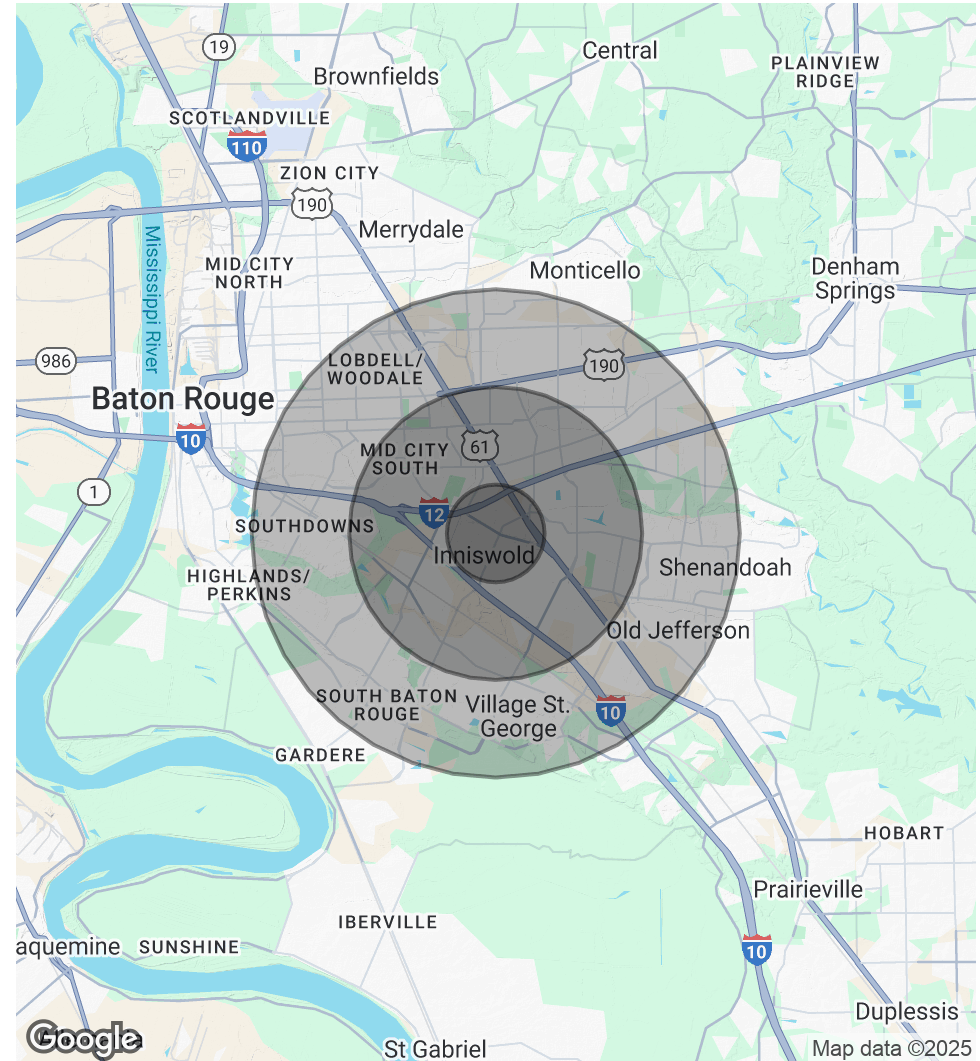 19
Central
PLAINVIEW
RIDGE
Brownfields
SCOTLANDVILLE
110
ZION CITY
190
Merrydale
Mississippi River
MID CITY
NORTH
Monticello
Denham
Springs
986
LOBDELL/
WOODALE
190
Baton Rouge
10
61
MID CITY
SOUTH
1
12
SOUTHDOWNS
Inniswold
HIGHLANDS/
PERKINS
Shenandoah
Old Jefferson
SOUTH BATON
ROUGE
Village St.
George
10
GARDERE
HOBART
Prairieville
IBERVILLE
aquemine
SUNSHINE
10
Duplessis
Google
St Gabriel
Map data ©2025